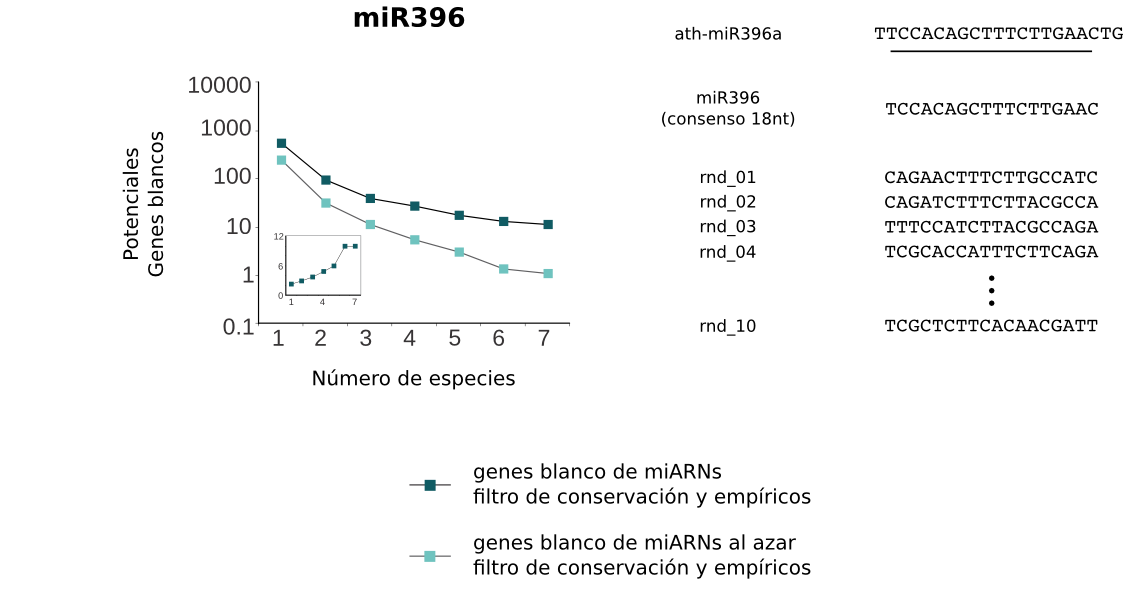 miR396
Potenciales
Genes blancos
10000
1000
100
10
1
0.1
12
6
0
1 4 7
1 2 3 4 5 6 7
Número de especies
ath-miR396a TTCCACAGCTTTCTTGAACTG
miR396
(consenso 18nt) TCCACAGCTTTCTTGAAC
rnd_01 CAGAACTTTCTTGCCATC
rnd_02 CAGATCTTTCTTACGCCA
rnd_03 TTTCCATCTTACGCCAGA
rnd_04 TCGCACCATTTCTTCAGA
rnd_10 TCGCTCTTCACAACGATT
genes blanco de miARNs
filtro de conservación y empíricos
genes blanco de miARNs al azar
filtro de conservación y empíricos